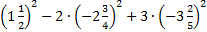 (1 1/2)² − 2 · (−2 3/4)² + 3 · (−3 2/5)²